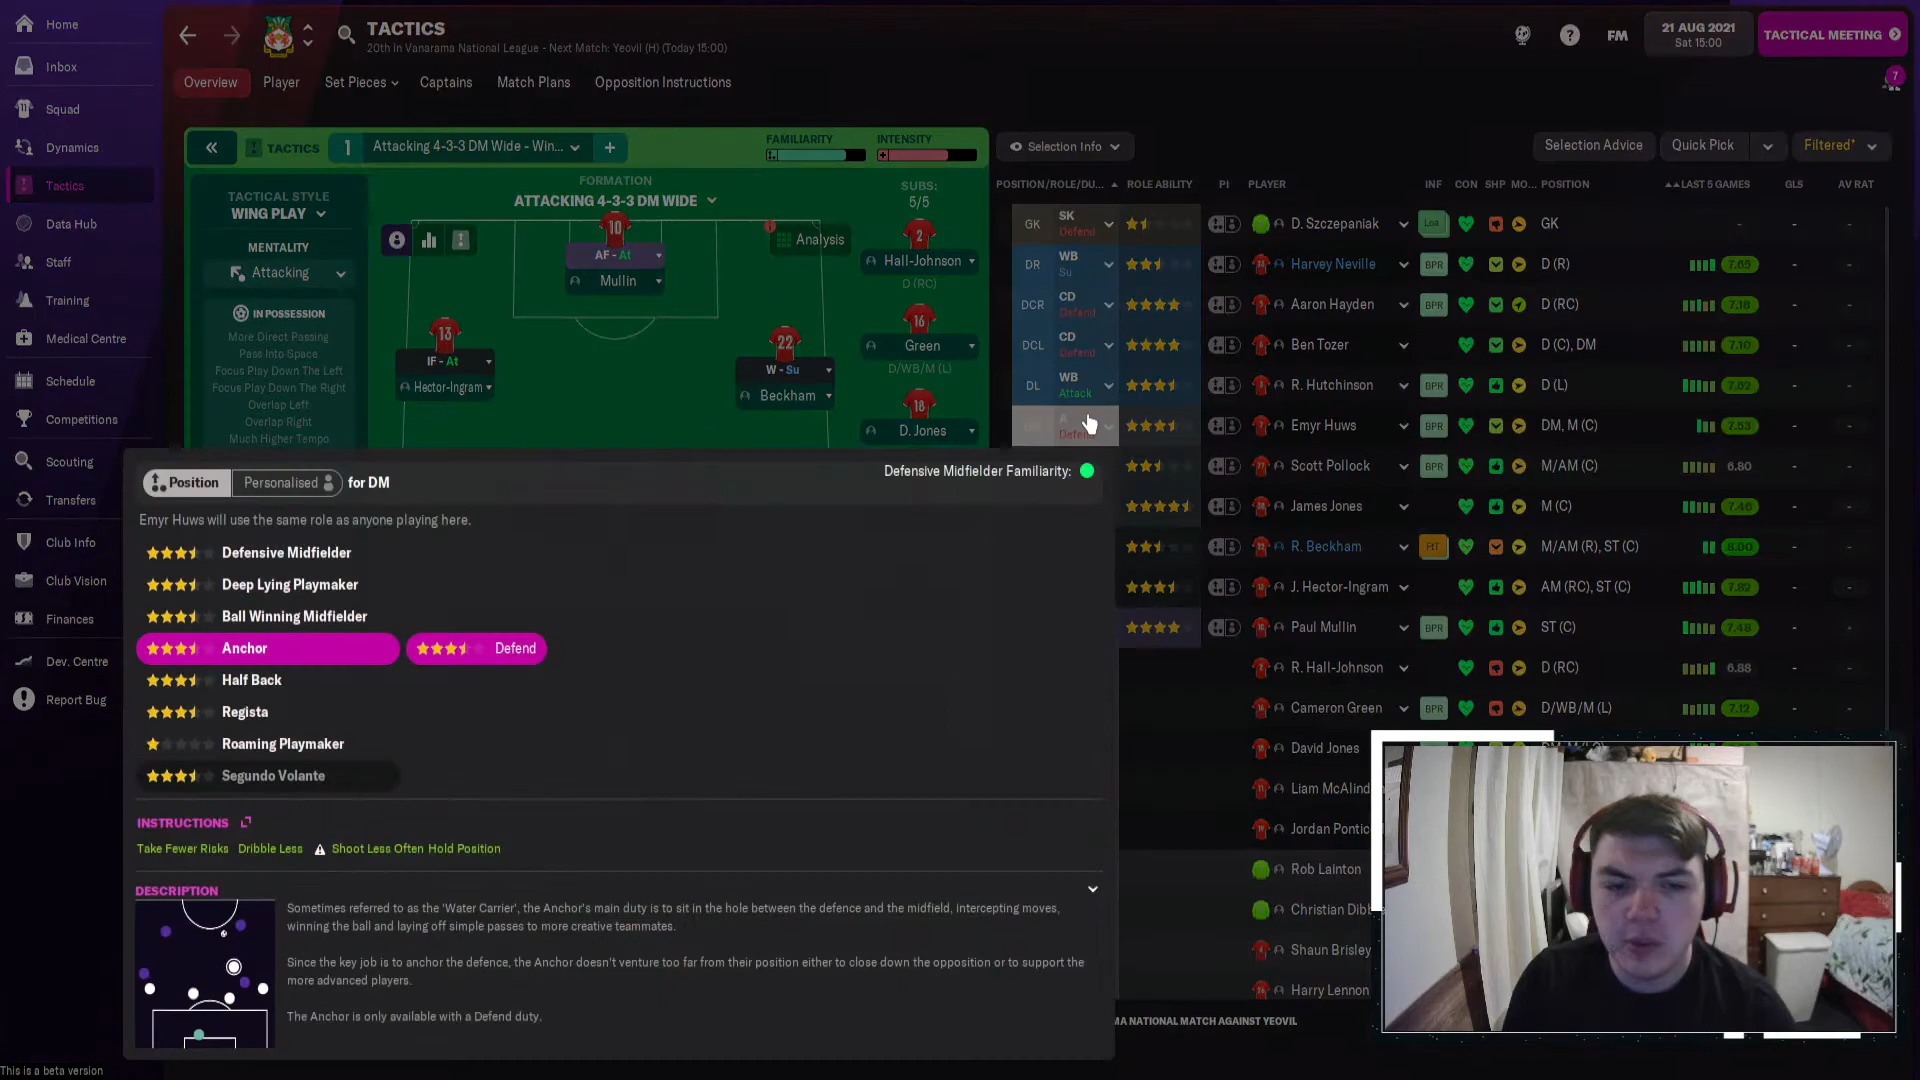 Home
Inbox
Squad
Dynamics
Tactics
Data Hub
Staff
Training
Medical Centre
Schedule
Competitions
Scouting
Transfers
Club Info
Club Vision
Finances
Dev. Centre
Report Bug
This is a beta version
TACTICS
20th in Vanarama National League - Next Match: Yeovil (H) (Today 15:00)
FM
21 AUG 2021
Sat 15:00
TACTICAL MEETING
7
Overview Player Set Pieces Captains Match Plans Opposition Instructions
TACTICS 1 Attacking 4-3-3 DM Wide - Win... +
FAMILIARITY INTENSITY
TACTICAL STYLE
WING PLAY
MENTALITY
Attacking
IN POSSESSION
More Direct Passing
Pass Into Space
Focus Play Down The Left
Focus Play Down The Right
Overlap Left
Overlap Right
Much Higher Tempo
FORMATION
ATTACKING 4-3-3 DM WIDE
Analysis
10
AF - At
Mullin
13
IF - At
Hector-Ingram
22
W - Su
Beckham
SUBS:
5/5
2
Hall-Johnson
D (RC)
16
Green
D/WB/M (L)
18
D. Jones
Selection Info Selection Advice Quick Pick Filtered*
POSITION/ROLE/DU... ROLE ABILITY PI PLAYER INF CON SHP MO... POSITION LAST 5 GAMES GLS AV RAT
GK SK Defend D. Szczepaniak Loa GK - - -
DR WB Su Harvey Neville BPR D (R) 7.65 - -
DCR CD Defend Aaron Hayden BPR D (RC) 7.18 - -
DCL CD Defend Ben Tozer D (C), DM 7.10 - -
DL WB Attack R. Hutchinson BPR D (L) 7.02 - -
Defend Emyr Huws BPR DM, M (C) 7.53 - -
Scott Pollock BPR M/AM (C) 6.80 - -
James Jones M (C) 7.46 - -
R. Beckham M/AM (R), ST (C) 8.00 - -
J. Hector-Ingram AM (RC), ST (C) 7.82 - -
Paul Mullin BPR ST (C) 7.48 - -
R. Hall-Johnson D (RC) 6.88 - -
Cameron Green BPR D/WB/M (L) 7.12 - -
David Jones
Liam McAlind
Jordan Pontic
Rob Lainton
Christian Dibb
Shaun Brisley
Harry Lennon
MA NATIONAL MATCH AGAINST YEOVIL
Position Personalised for DM
Defensive Midfielder Familiarity:
Emyr Huws will use the same role as anyone playing here.
Defensive Midfielder
Deep Lying Playmaker
Ball Winning Midfielder
Anchor Defend
Half Back
Regista
Roaming Playmaker
Segundo Volante
INSTRUCTIONS
Take Fewer Risks Dribble Less Shoot Less Often Hold Position
DESCRIPTION
Sometimes referred to as the 'Water Carrier', the Anchor's main duty is to sit in the hole between the defence and the midfield, intercepting moves,
winning the ball and laying off simple passes to more creative teammates.
Since the key job is to anchor the defence, the Anchor doesn't venture too far from their position either to close down the opposition or to support the
more advanced players.
The Anchor is only available with a Defend duty.